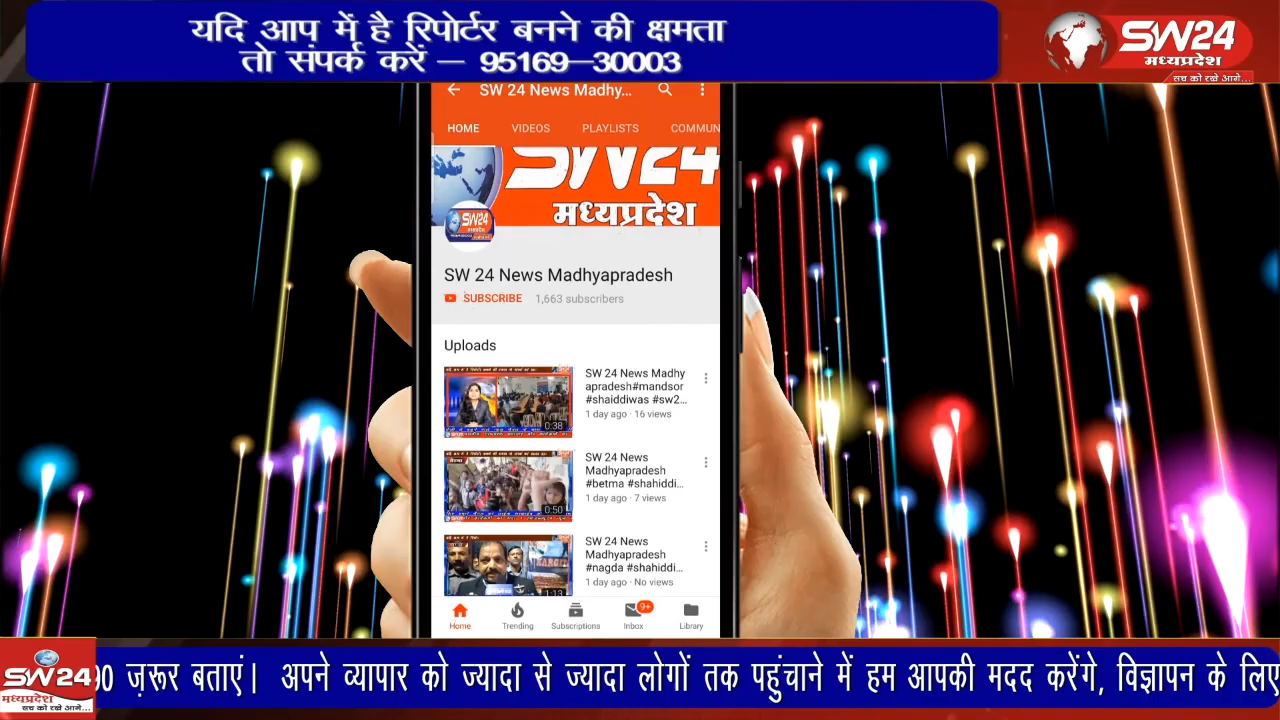 यदि आप में है रिपोर्टर बनने की क्षमता
तो संपर्क करें – 95169–30003
SW24
मध्यप्रदेश
सच को रखे आगे...
SW 24 News Madhy...
HOME VIDEOS PLAYLISTS COMMUN
SW24
मध्यप्रदेश
SW24
SW 24 News Madhyapradesh
SUBSCRIBE 1,663 subscribers
Uploads
SW 24 News Madhy
apradesh#mandsor
#shaiddiwas #sw2...
1 day ago · 16 views
0:38
SW 24 News
Madhyapradesh
#betma #shahiddi...
1 day ago · 7 views
0:50
SW 24 News
Madhyapradesh
#nagda #shahiddi...
1 day ago · No views
1:13
9+
Home Trending Subscriptions Inbox Library
SW24
मध्यप्रदेश
सच को रखे आगे...
00 ज़रूर बताएं। अपने व्यापार को ज्यादा से ज्यादा लोगों तक पहुंचाने में हम आपकी मदद करेंगे, विज्ञापन के लिए